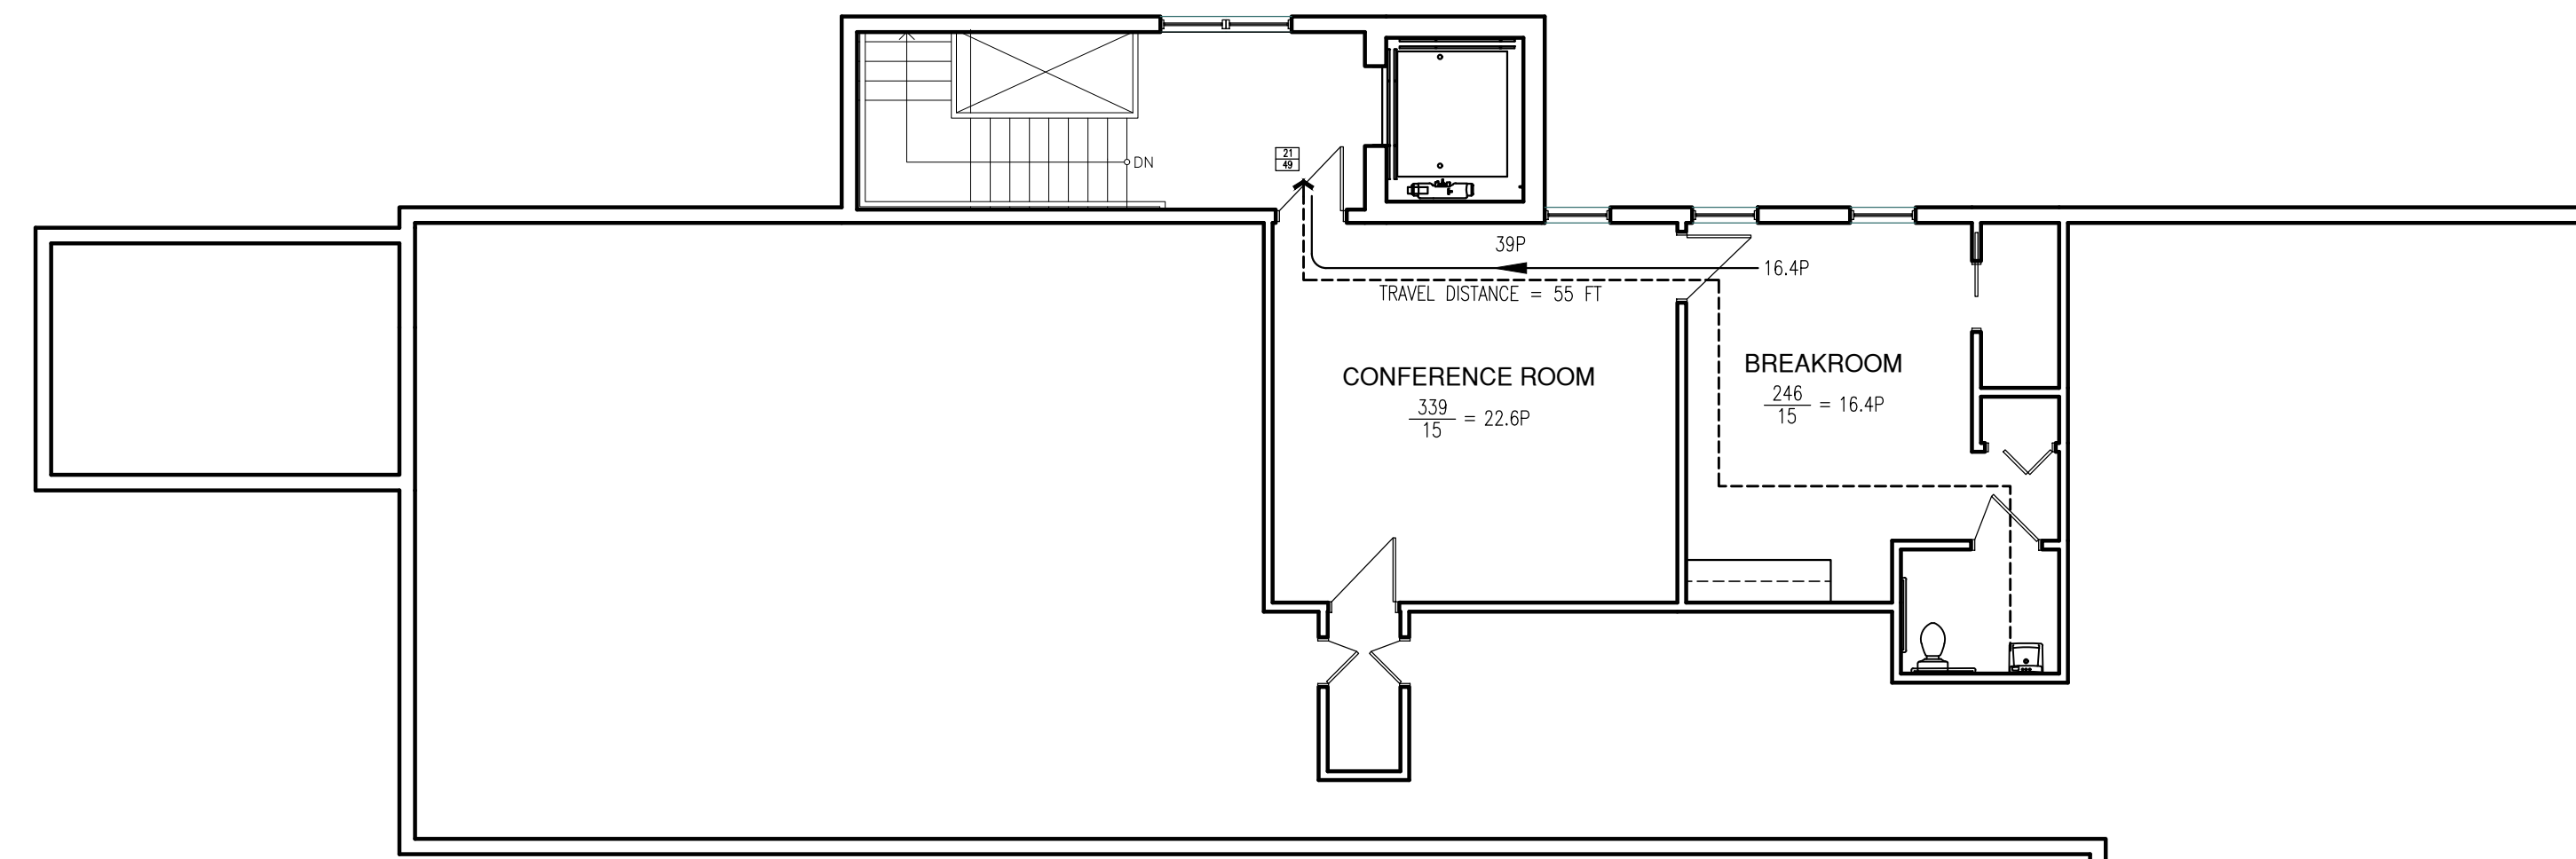 21
49
DN
39P
16.4P
TRAVEL DISTANCE = 55 FT
CONFERENCE ROOM
339
15
= 22.6P
BREAKROOM
246
15
= 16.4P